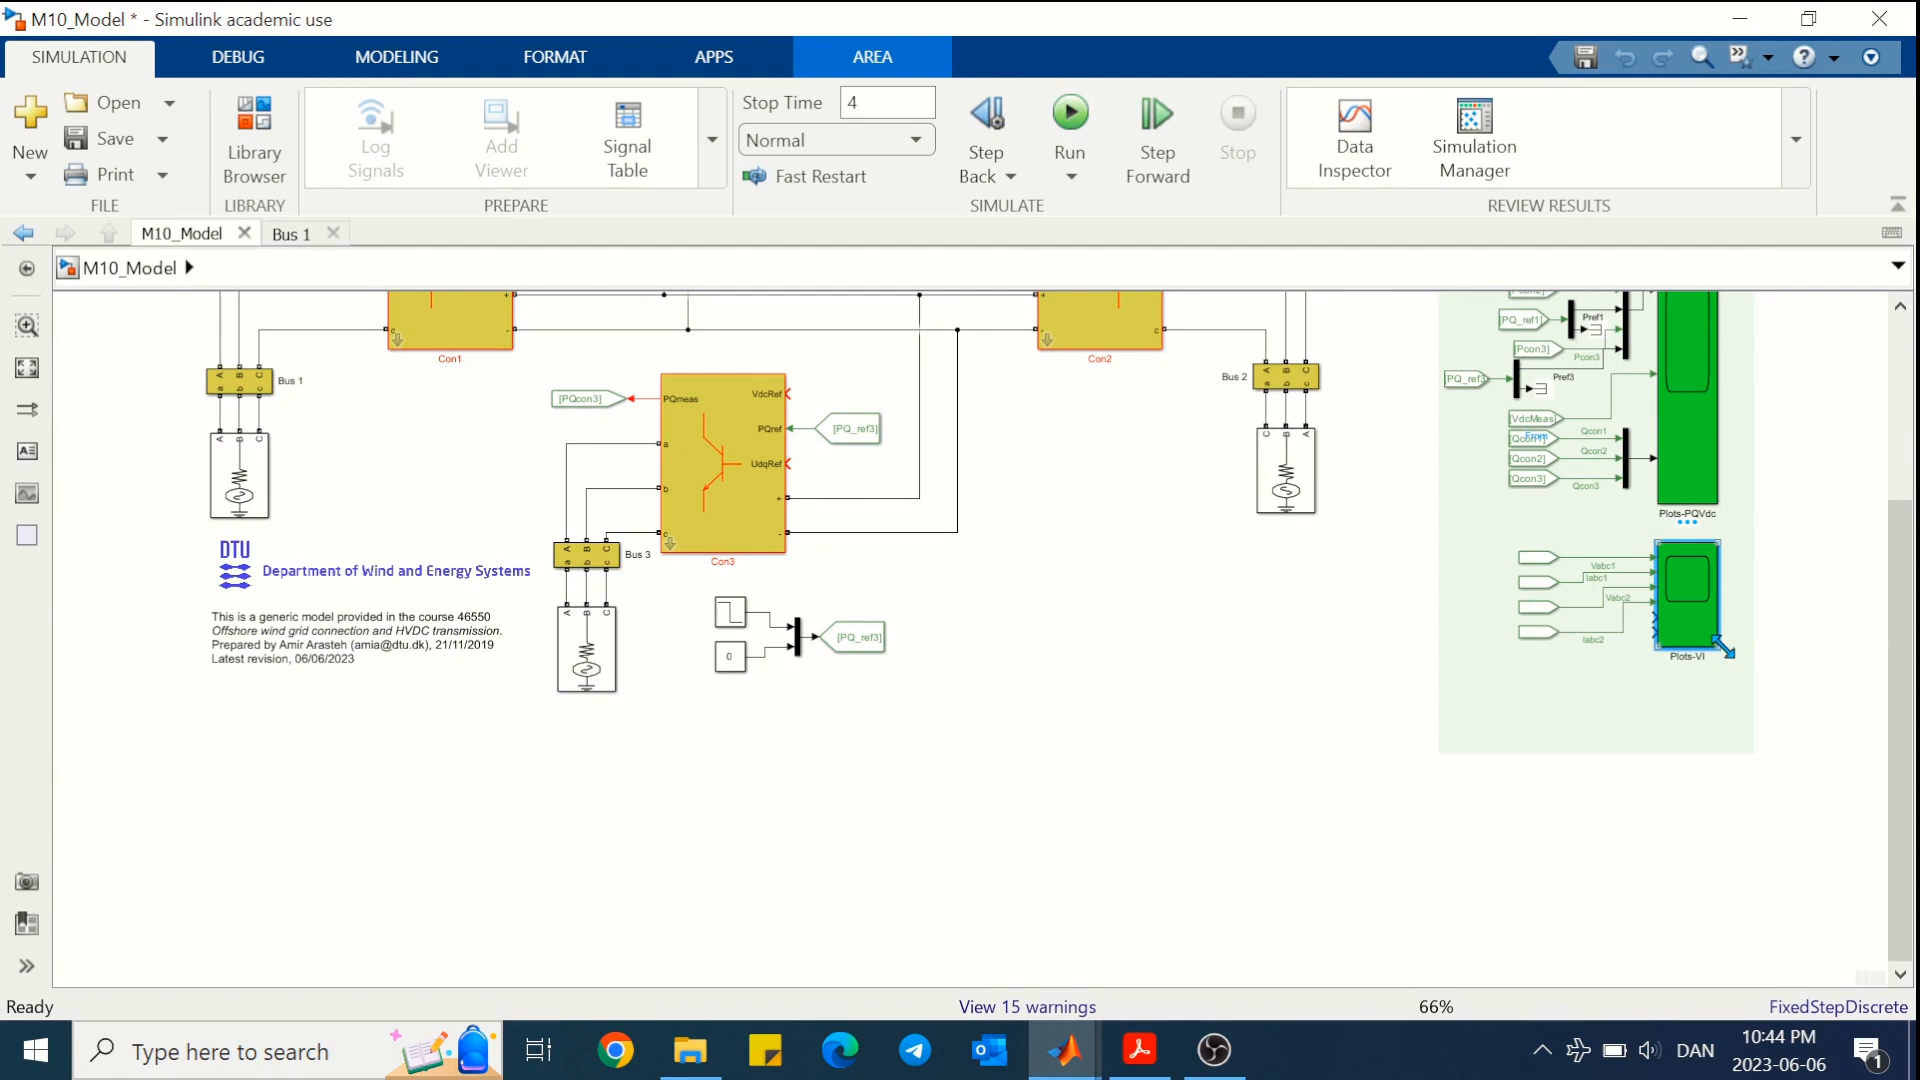 M10_Model * - Simulink academic use
SIMULATION DEBUG MODELING FORMAT APPS AREA
New
Open
Save
Print
FILE
Library Browser
LIBRARY
Log Signals
Add Viewer
Signal Table
PREPARE
Stop Time 4
Normal
Fast Restart
Step Back
Run
Step Forward
Stop
SIMULATE
Data Inspector
Simulation Manager
REVIEW RESULTS
M10_Model Bus 1
M10_Model
Con1
Con2
Bus 1
Bus 2
A B C
a b c
A B C
[PQcon3]
PQmeas
VdcRef
PQref
[PQ_ref3]
UdqRef
a
b
c
+
-
Con3
Bus 3
A B C
a b c
A B C
0
[PQ_ref3]
A B C
a b c
C B A
[PQ_ref1]
Pref1
[Pcon3]
Pcon3
Pref3
[VdcMeas]
[Qcon1]
From
Qcon1
[Qcon2]
Qcon2
[Qcon3]
Qcon3
Plots-PQVdc
Vabc1
Iabc1
Vabc2
Iabc2
Plots-VI
DTU
Department of Wind and Energy Systems
This is a generic model provided in the course 46550
Offshore wind grid connection and HVDC transmission.
Prepared by Amir Arasteh (amia@dtu.dk), 21/11/2019
Latest revision, 06/06/2023
Ready
View 15 warnings
66%
FixedStepDiscrete
Type here to search
DAN
10:44 PM
2023-06-06
1